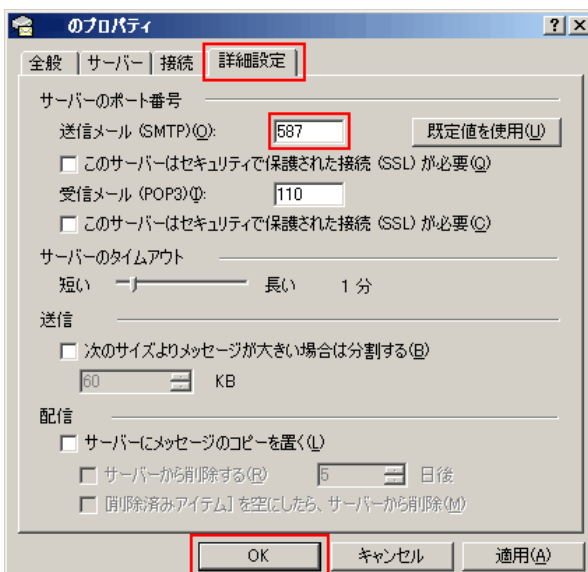 のプロパティ ? ×
全般 サーバー 接続 詳細設定
サーバーのポート番号
送信メール (SMTP)(O): 587 既定値を使用(U)
このサーバーはセキュリティで保護された接続 (SSL) が必要(Q)
受信メール (POP3)(I): 110
このサーバーはセキュリティで保護された接続 (SSL) が必要(C)
サーバーのタイムアウト
短い 長い 1 分
送信
次のサイズよりメッセージが大きい場合は分割する(B)
60 KB
配信
サーバーにメッセージのコピーを置く(L)
サーバーから削除する(R) 5 日後
[削除済みアイテム] を空にしたら、サーバーから削除(M)
OK キャンセル 適用(A)